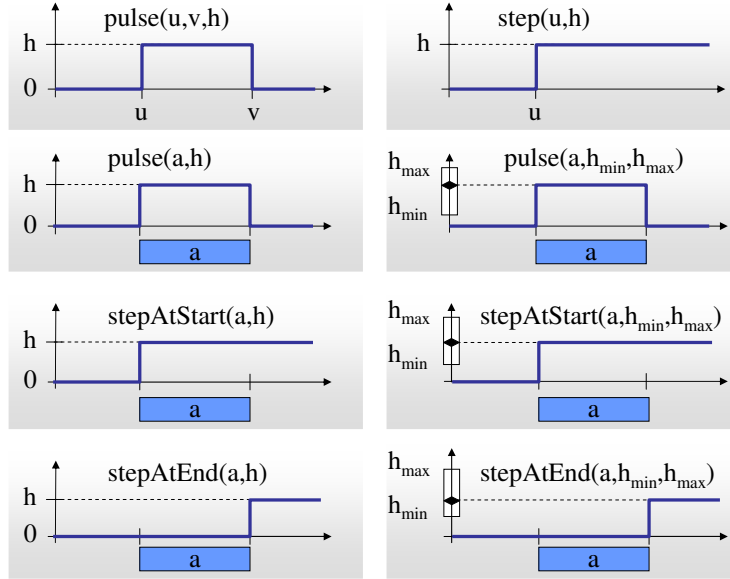 pulse(u,v,h)
h
0
u
v
step(u,h)
h
u
pulse(a,h)
h
0
a
pulse(a,hmin,hmax)
hmax
hmin
a
stepAtStart(a,h)
h
0
a
stepAtStart(a,hmin,hmax)
hmax
hmin
a
stepAtEnd(a,h)
h
0
a
stepAtEnd(a,hmin,hmax)
hmax
hmin
a